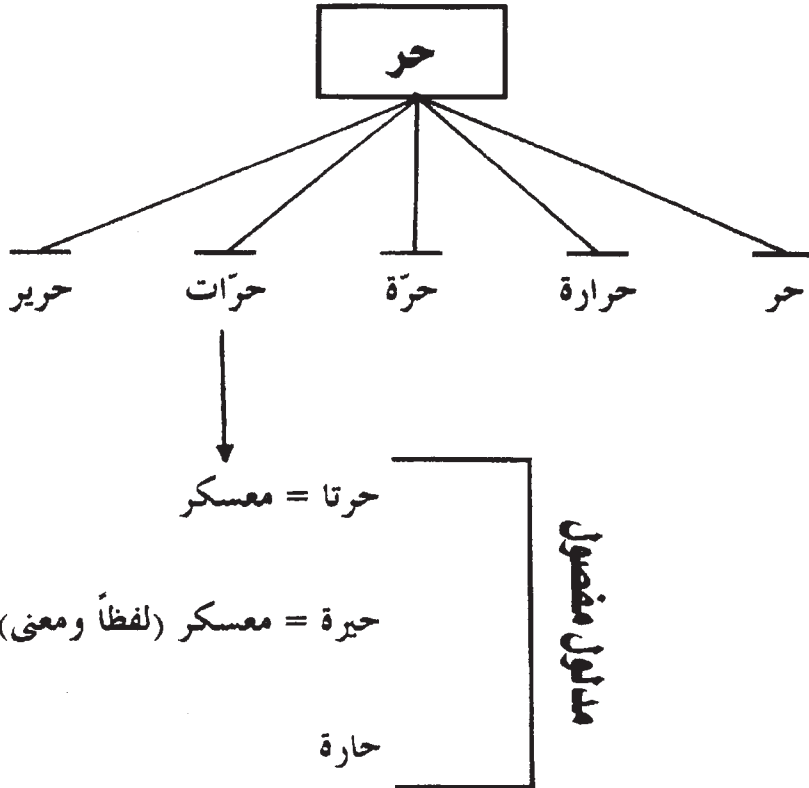 حر
حر
حرارة
حرّة
حرّات
حرير
حرتا = معسكر
حيرة = معسكر (لفظاً ومعنى)
حارة
مدلول مفصول